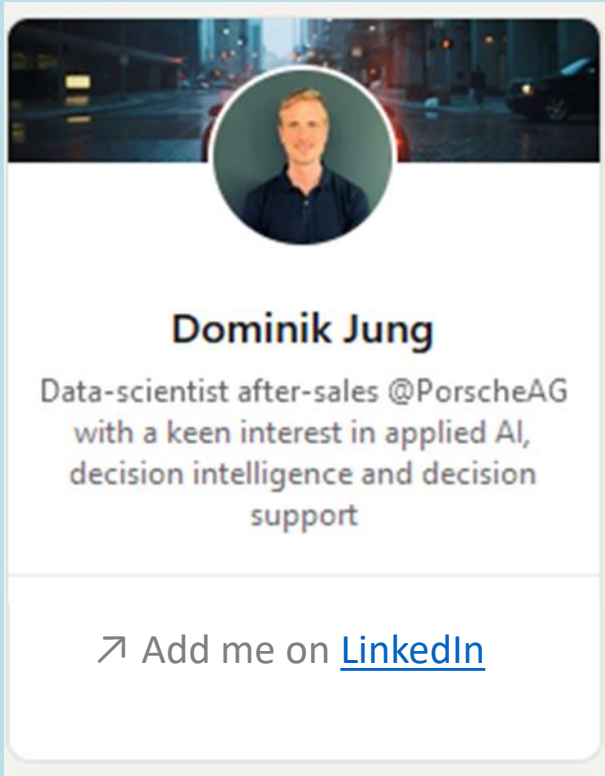 Dominik Jung
Data-scientist after-sales @PorscheAG
with a keen interest in applied AI,
decision intelligence and decision
support
↗ Add me on LinkedIn